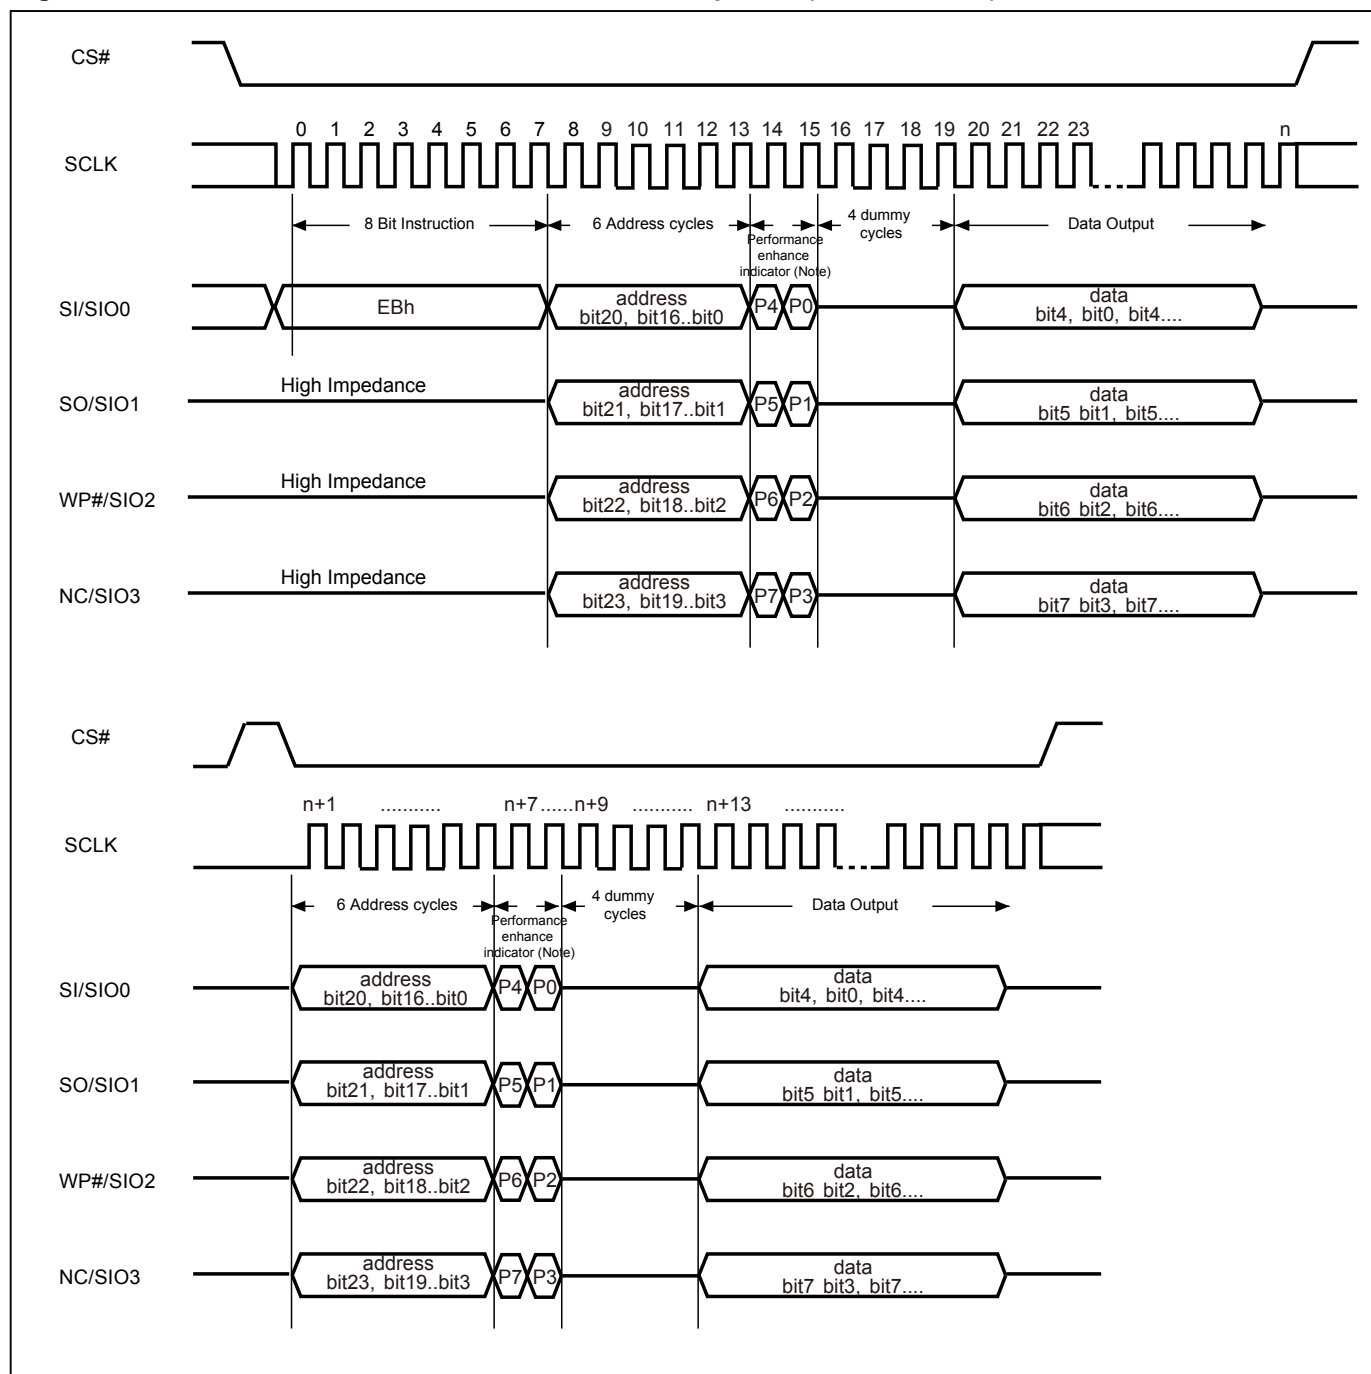 CS#
0 1 2 3 4 5 6 7 8 9 10 11 12 13 14 15 16 17 18 19 20 21 22 23 n
SCLK
8 Bit Instruction
6 Address cycles
Performance
enhance
indicator (Note)
4 dummy
cycles
Data Output
SI/SIO0
EBh
address
bit20, bit16..bit0
P4 P0
data
bit4, bit0, bit4....
High Impedance
SO/SIO1
address
bit21, bit17..bit1
P5 P1
data
bit5 bit1, bit5....
High Impedance
WP#/SIO2
address
bit22, bit18..bit2
P6 P2
data
bit6 bit2, bit6....
High Impedance
NC/SIO3
address
bit23, bit19..bit3
P7 P3
data
bit7 bit3, bit7....
CS#
n+1 ........... n+7......n+9 ........... n+13 ...........
SCLK
6 Address cycles
Performance
enhance
indicator (Note)
4 dummy
cycles
Data Output
SI/SIO0
address
bit20, bit16..bit0
P4 P0
data
bit4, bit0, bit4....
SO/SIO1
address
bit21, bit17..bit1
P5 P1
data
bit5 bit1, bit5....
WP#/SIO2
address
bit22, bit18..bit2
P6 P2
data
bit6 bit2, bit6....
NC/SIO3
address
bit23, bit19..bit3
P7 P3
data
bit7 bit3, bit7....